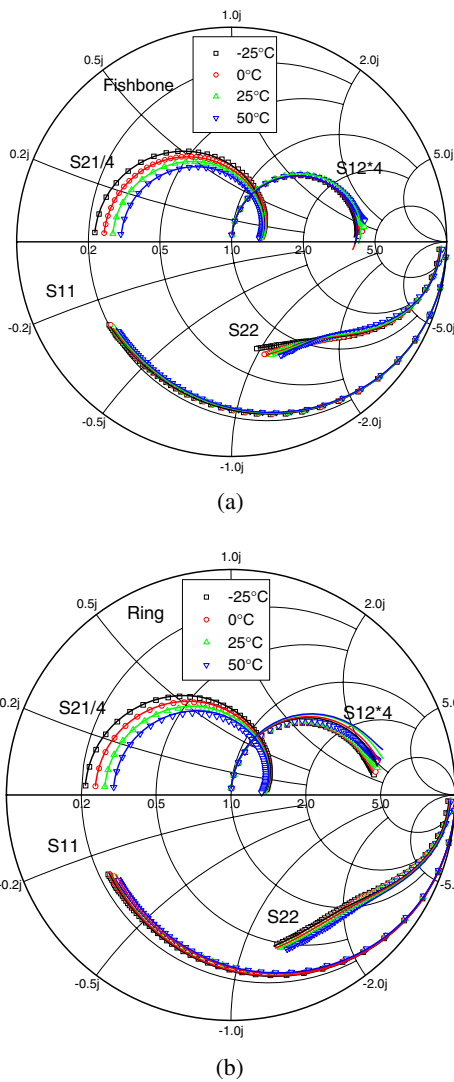 1.0j
0.5j
2.0j
-25°C
0°C
25°C
50°C
Fishbone
0.2j
S21/4
S12*4
5.0j
0.2
0.5
1.0
2.0
5.0
S11
S22
-0.2j
-5.0j
-0.5j
-2.0j
-1.0j
(a)
1.0j
0.5j
2.0j
-25°C
0°C
25°C
50°C
Ring
0.2j
S21/4
S12*4
5.0
0.2
0.5
1.0
2.0
5.0
S11
S22
-0.2j
-5.
-0.5j
-2.0j
-1.0j
(b)